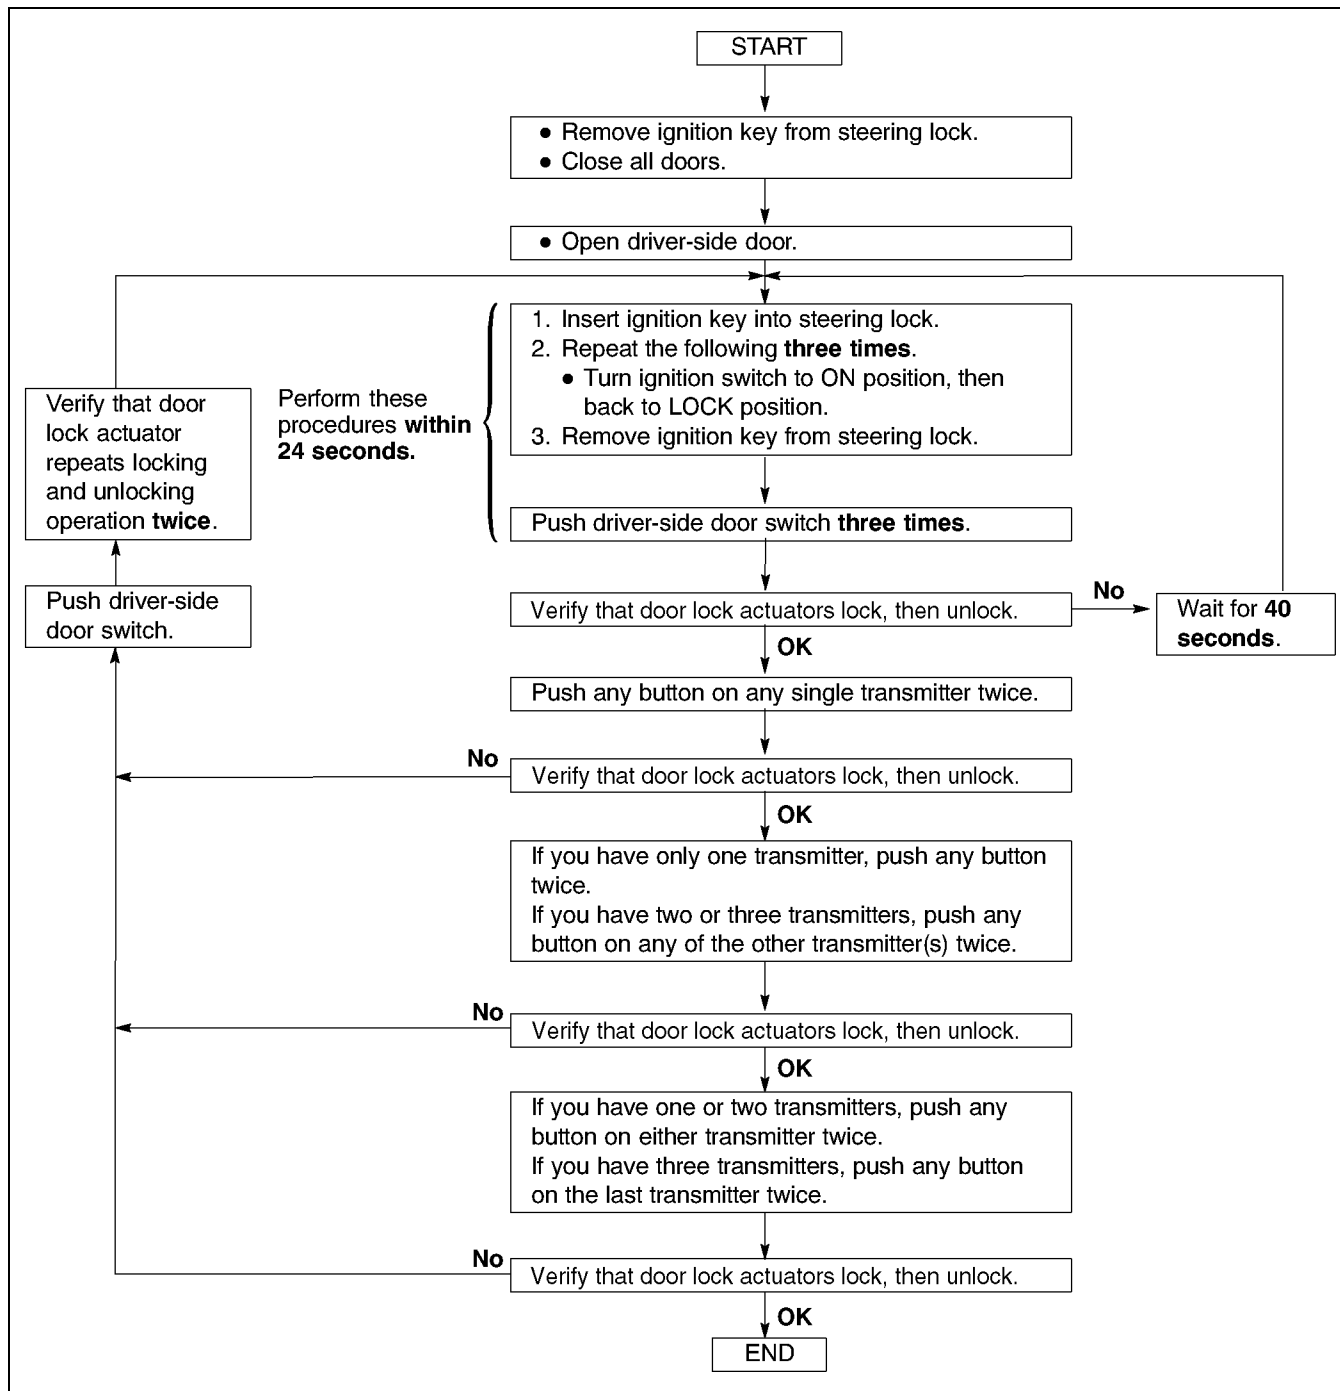 START
● Remove ignition key from steering lock.
● Close all doors.
● Open driver-side door.
1. Insert ignition key into steering lock.
2. Repeat the following three times.
● Turn ignition switch to ON position, then
back to LOCK position.
3. Remove ignition key from steering lock.
Perform these
procedures within
24 seconds.
Push driver-side door switch three times.
Verify that door lock actuators lock, then unlock.
No
Wait for 40
seconds.
OK
Push any button on any single transmitter twice.
Verify that door lock actuators lock, then unlock.
No
OK
If you have only one transmitter, push any button
twice.
If you have two or three transmitters, push any
button on any of the other transmitter(s) twice.
Verify that door lock actuators lock, then unlock.
No
OK
If you have one or two transmitters, push any
button on either transmitter twice.
If you have three transmitters, push any button
on the last transmitter twice.
Verify that door lock actuators lock, then unlock.
No
OK
END
Push driver-side
door switch.
Verify that door
lock actuator
repeats locking
and unlocking
operation twice.